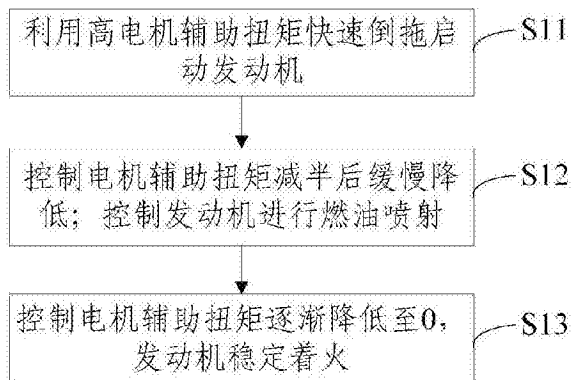 利用高电机辅助扭矩快速倒拖启
动发动机
S11
控制电机辅助扭矩减半后缓慢降
低；控制发动机进行燃油喷射
S12
控制电机辅助扭矩逐渐降低至0，
发动机稳定着火
S13